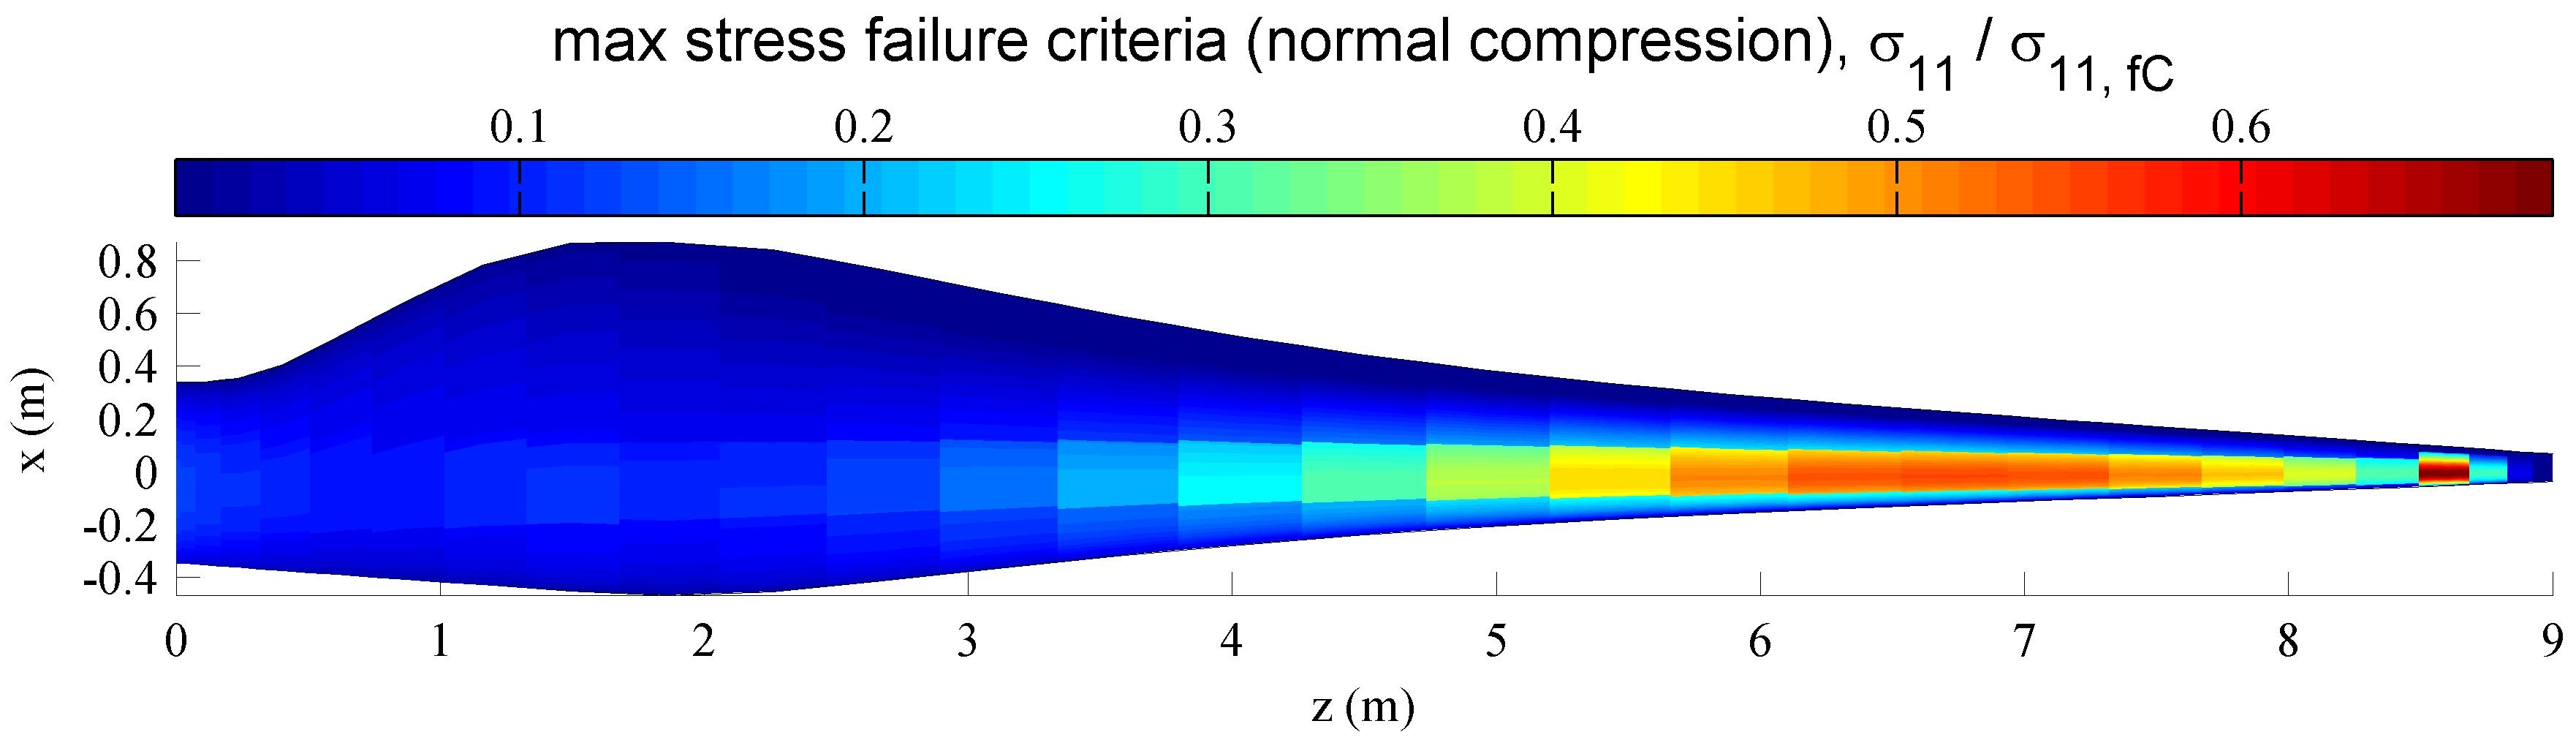 max stress failure criteria (normal compression), σ11 / σ11, fC
0.1 0.2 0.3 0.4 0.5 0.6
0.8
0.6
0.4
0.2
0
-0.2
-0.4
x (m)
0 1 2 3 4 5 6 7 8 9
z (m)